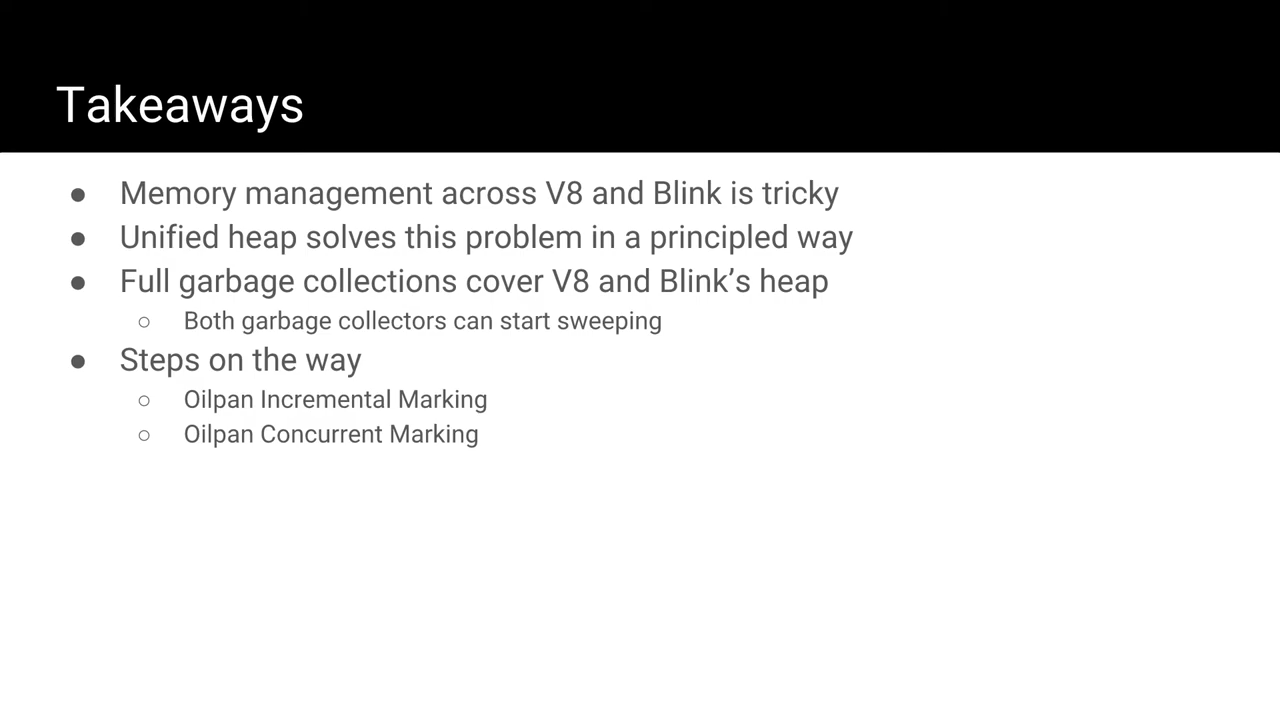 Takeaways
● Memory management across V8 and Blink is tricky
● Unified heap solves this problem in a principled way
● Full garbage collections cover V8 and Blink’s heap
○ Both garbage collectors can start sweeping
● Steps on the way
○ Oilpan Incremental Marking
○ Oilpan Concurrent Marking